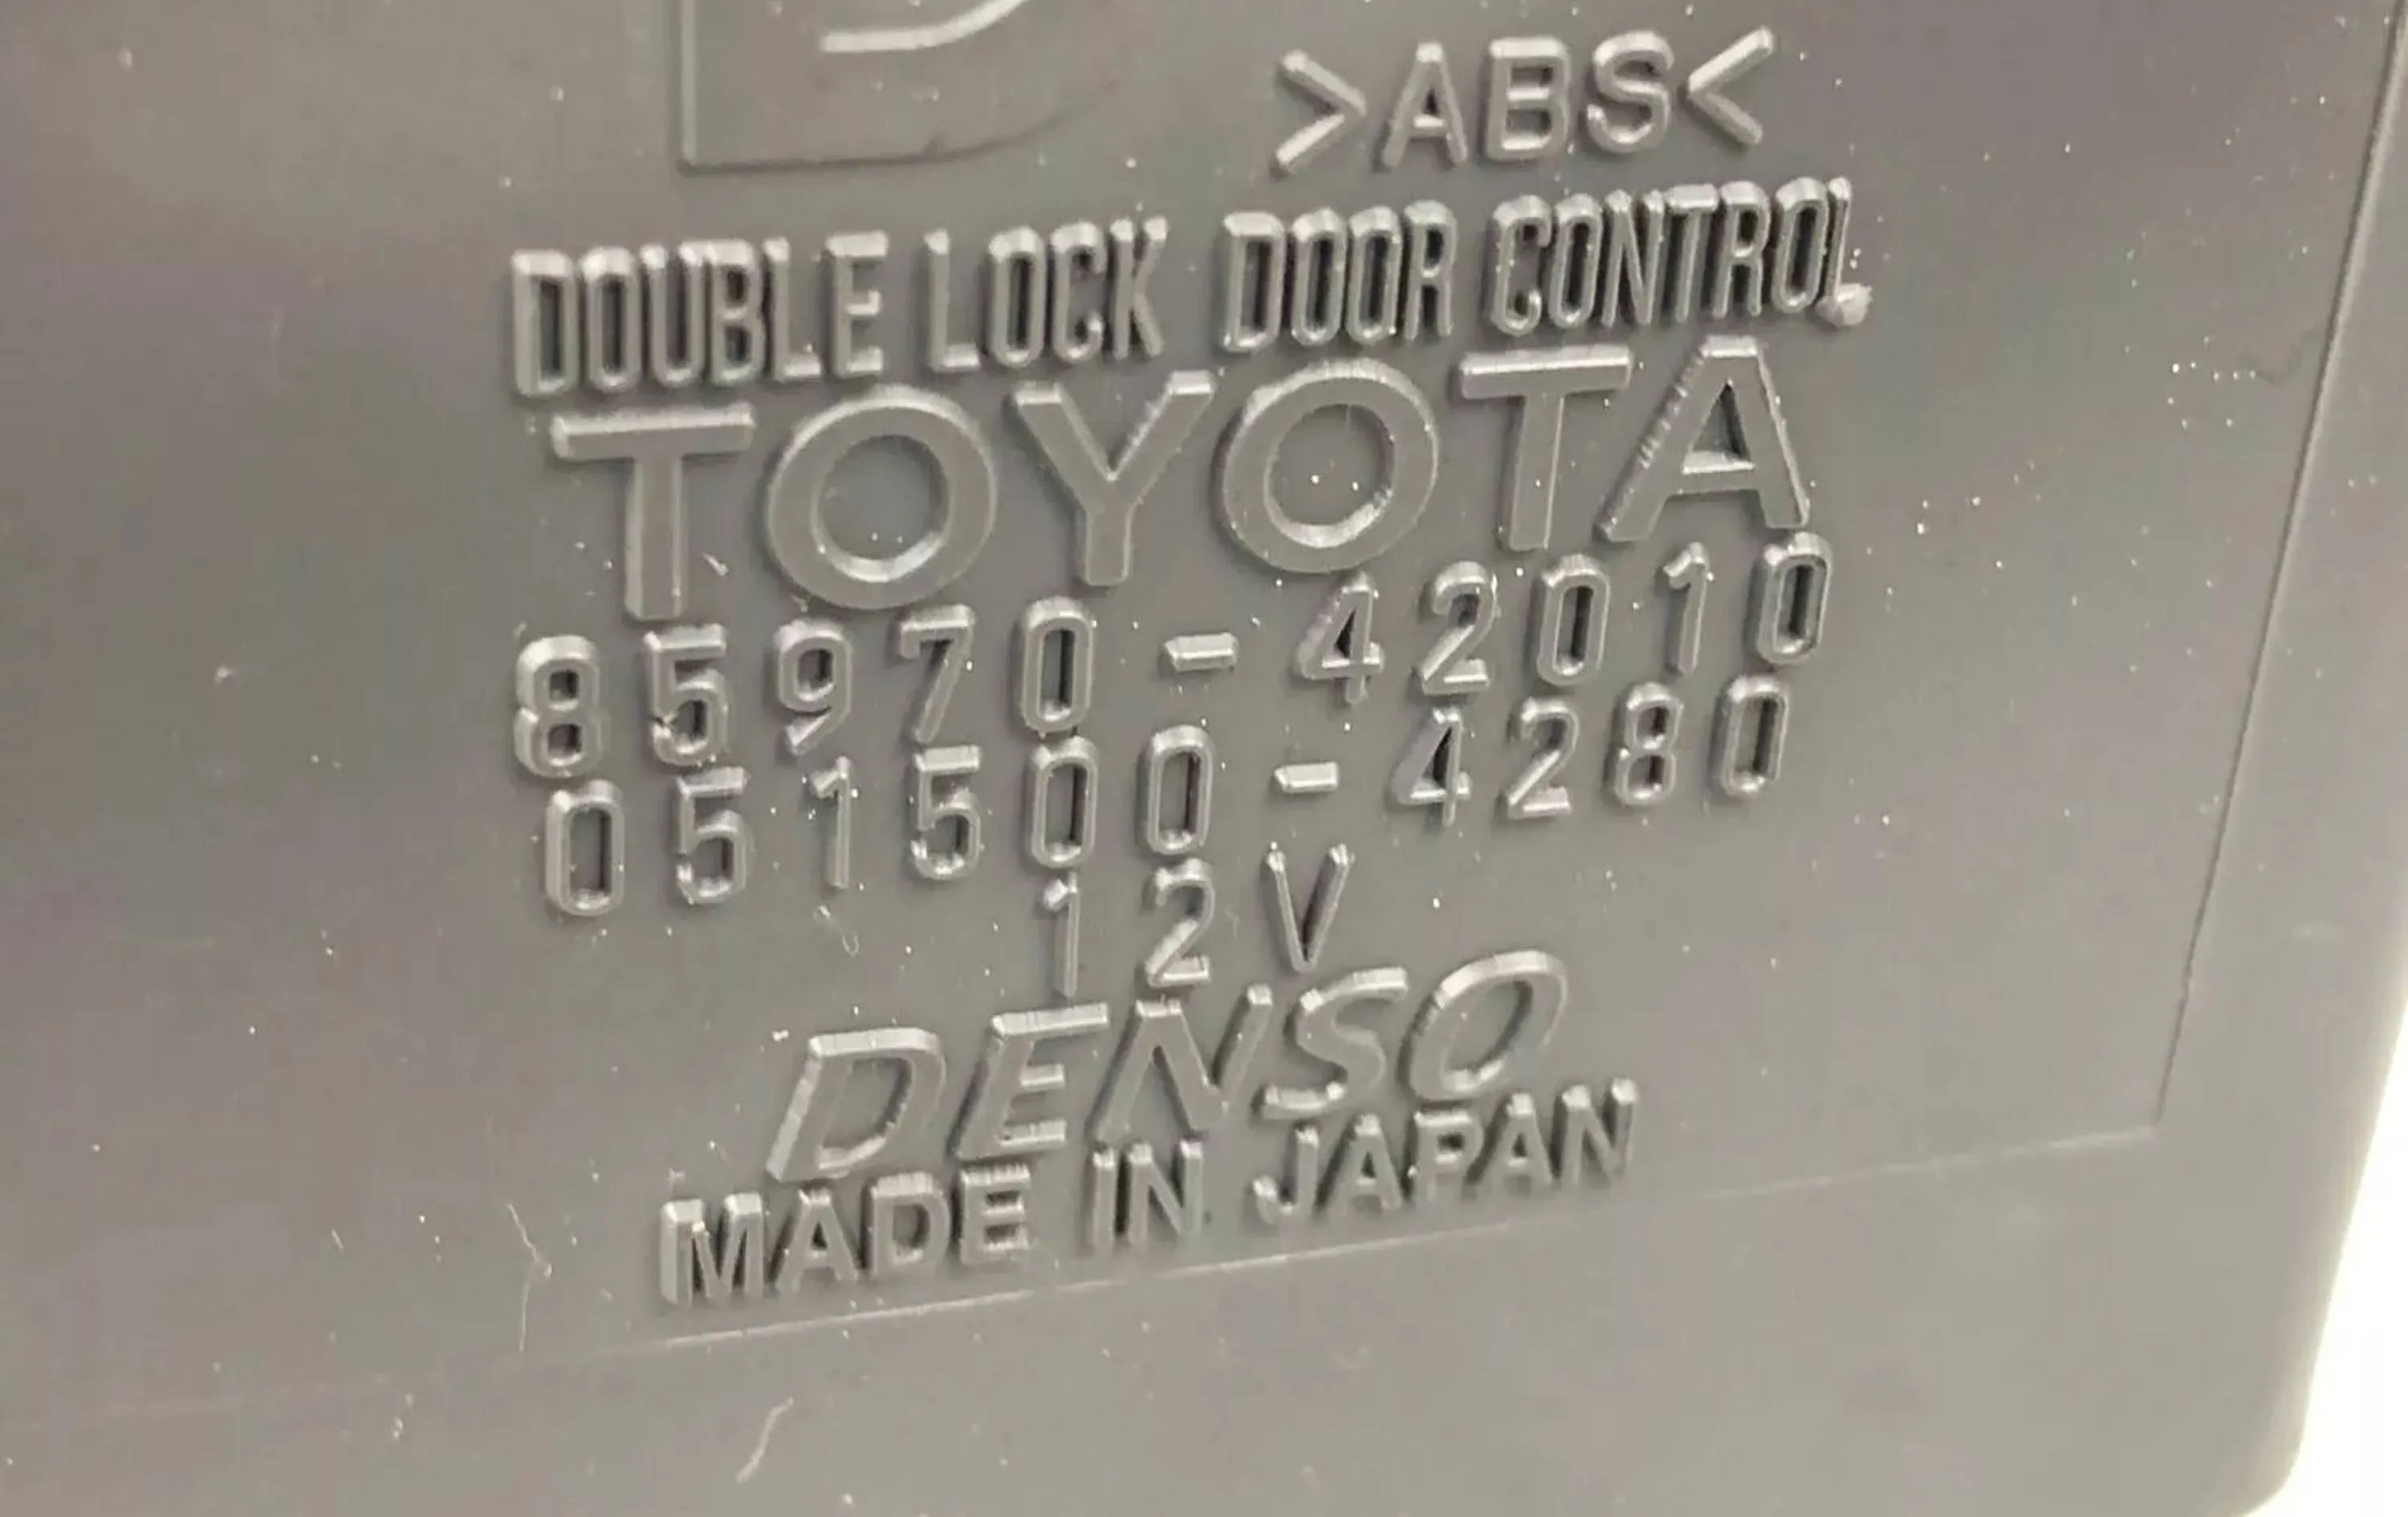 >ABS<
DOUBLE LOCK DOOR CONTROL
TOYOTA
85970-42010
051500-4280
12V
DENSO
MADE IN JAPAN